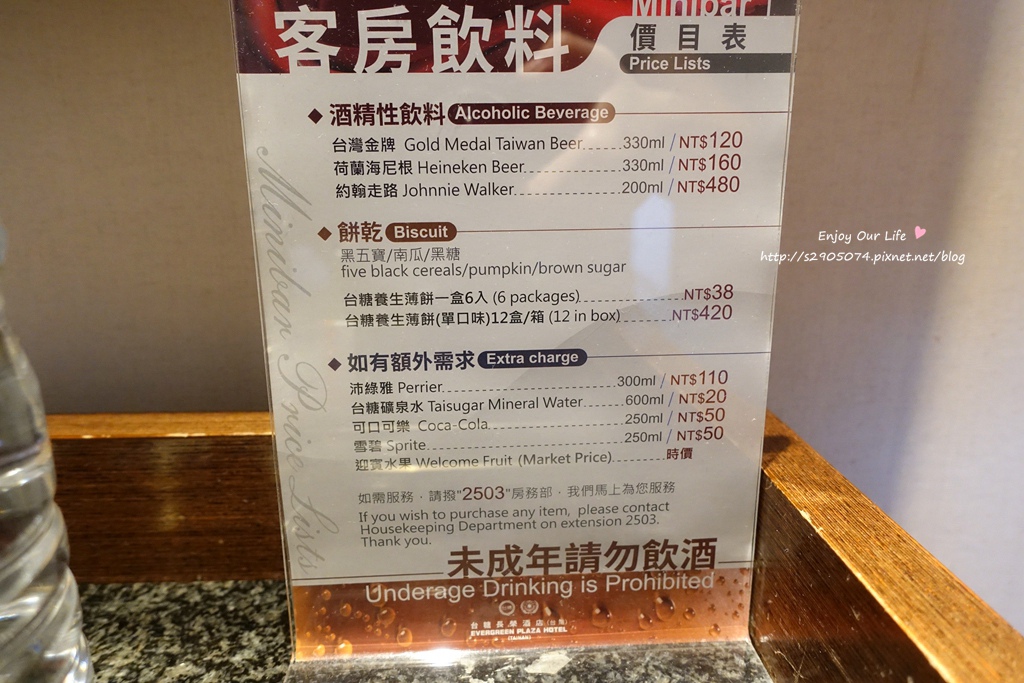 Minibar
客房飲料
價目表
Price Lists
◆ 酒精性飲料 Alcoholic Beverage
台灣金牌 Gold Medal Taiwan Beer 330ml / NT$120
荷蘭海尼根 Heineken Beer 330ml / NT$160
約翰走路 Johnnie Walker 200ml / NT$480
◆ 餅乾 Biscuit
黑五寶/南瓜/黑糖
five black cereals/pumpkin/brown sugar
台糖養生薄餅一盒6入 (6 packages) NT$38
台糖養生薄餅(單口味)12盒/箱 (12 in box) NT$420
◆ 如有額外需求 Extra charge
沛綠雅 Perrier 300ml / NT$110
台糖礦泉水 Taisugar Mineral Water 600ml / NT$20
可口可樂 Coca-Cola 250ml / NT$50
雪碧 Sprite 250ml / NT$50
迎賓水果 Welcome Fruit (Market Price) 時價
如需服務，請撥"2503"房務部，我們馬上為您服務
If you wish to purchase any item, please contact
Housekeeping Department on extension 2503.
Thank you.
未成年請勿飲酒
Underage Drinking is Prohibited
台糖長榮酒店(台南)
EVERGREEN PLAZA HOTEL
(TAINAN)
Minibar Price Lists
Enjoy Our Life
http://s2905074.pixnet.net/blog